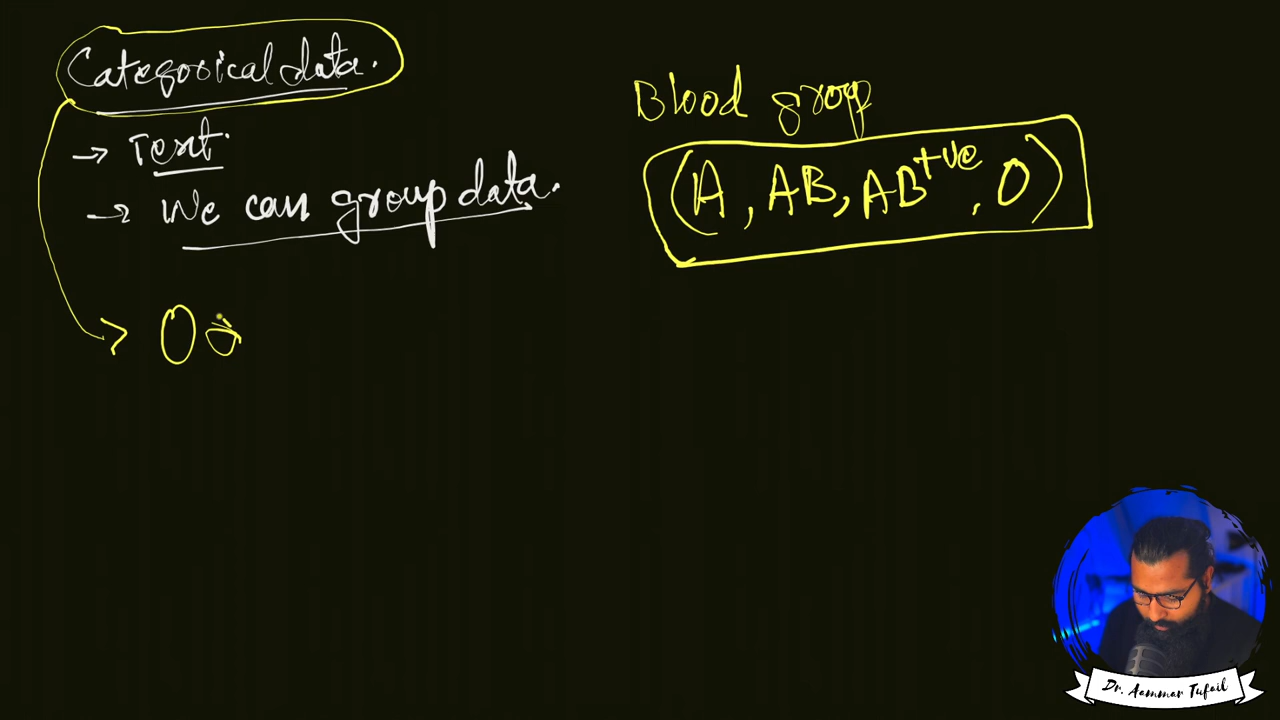 Categorical data.
→ Text.
→ We can group data.
Blood group
(A, AB, AB+ve, O)
Dr. Aammar Tufail